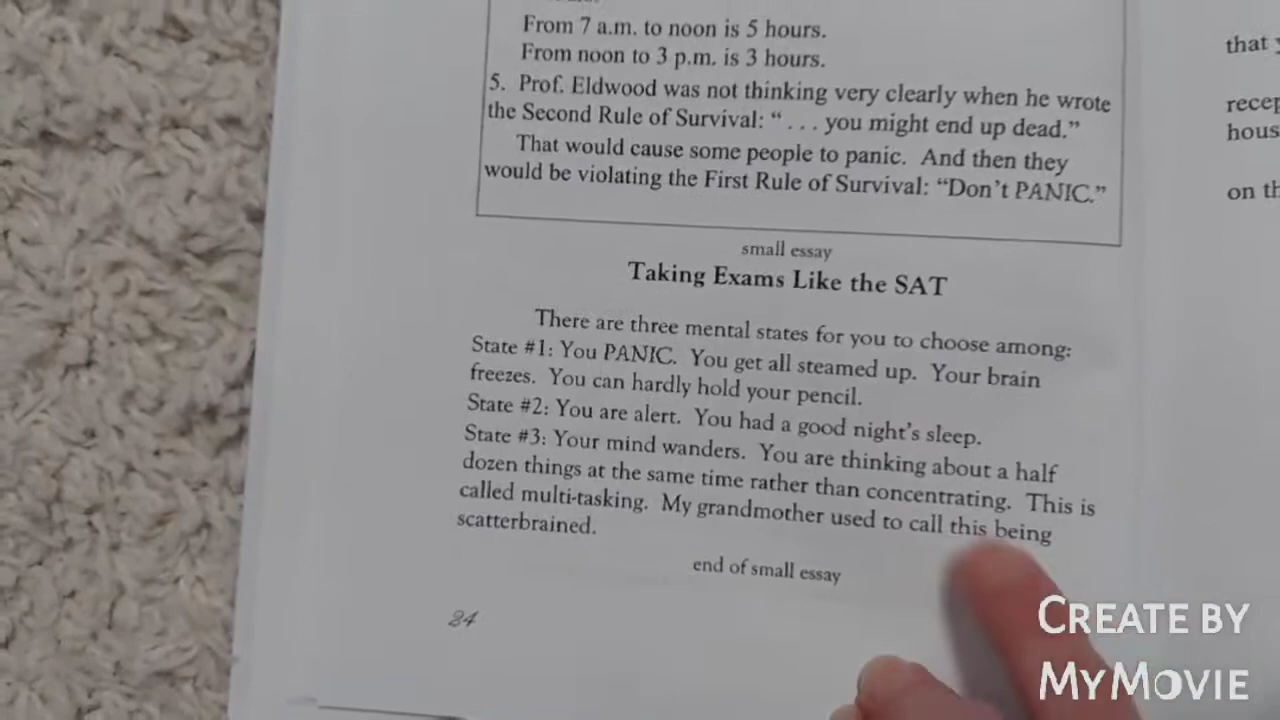 From 7 a.m. to noon is 5 hours.
From noon to 3 p.m. is 3 hours.
5. Prof. Eldwood was not thinking very clearly when he wrote
the Second Rule of Survival: “ . . . you might end up dead.”
That would cause some people to panic. And then they
would be violating the First Rule of Survival: “Don’t PANIC.”
small essay
Taking Exams Like the SAT
There are three mental states for you to choose among:
State #1: You PANIC. You get all steamed up. Your brain
freezes. You can hardly hold your pencil.
State #2: You are alert. You had a good night’s sleep.
State #3: Your mind wanders. You are thinking about a half
dozen things at the same time rather than concentrating. This is
called multi-tasking. My grandmother used to call this being
scatterbrained.
end of small essay
84
that
on
CREATE BY
MYMOVIE